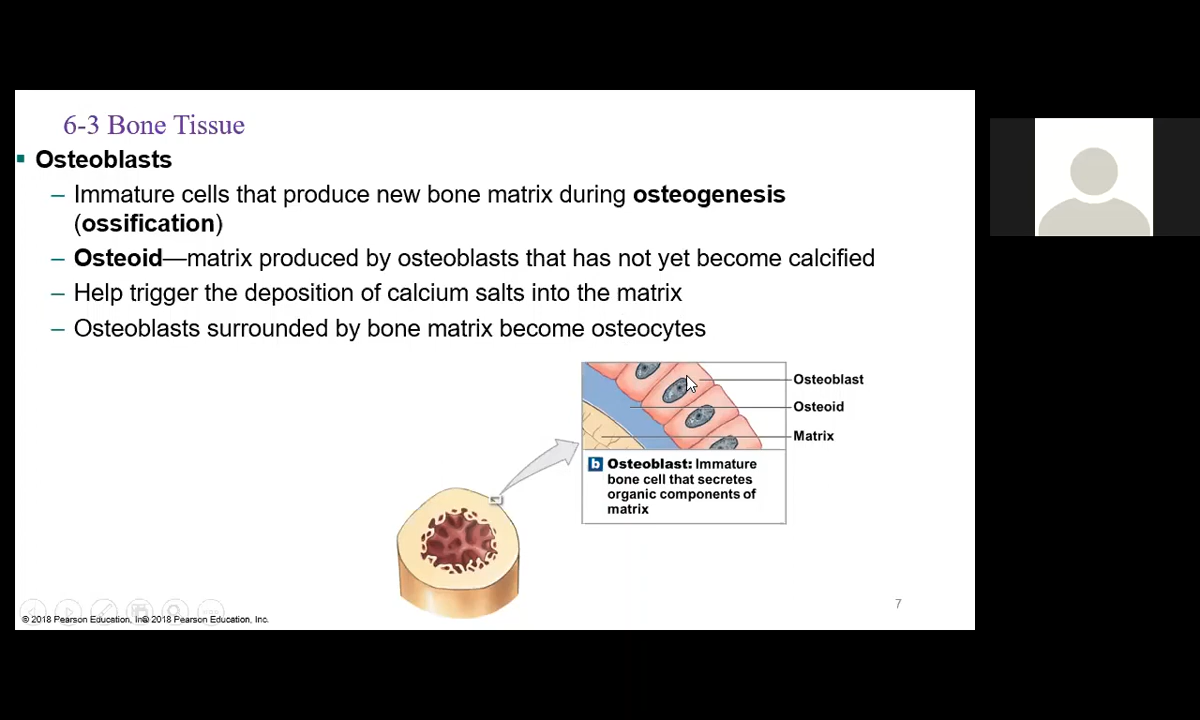 6-3 Bone Tissue
▪ Osteoblasts
– Immature cells that produce new bone matrix during osteogenesis
(ossification)
– Osteoid—matrix produced by osteoblasts that has not yet become calcified
– Help trigger the deposition of calcium salts into the matrix
– Osteoblasts surrounded by bone matrix become osteocytes
Osteoblast
Osteoid
Matrix
b Osteoblast: Immature
bone cell that secretes
organic components of
matrix
7
© 2018 Pearson Education, In
© 2018 Pearson Education, Inc.